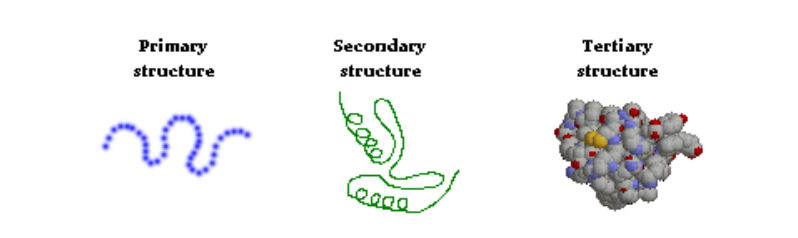 Primary
structure
Secondary
structure
Tertiary
structure